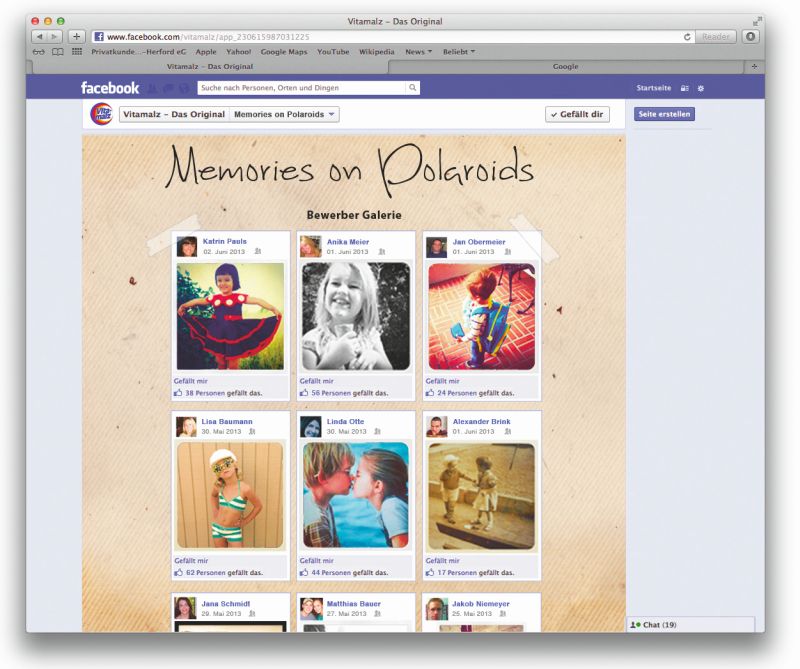 Vitamalz – Das Original
www.facebook.com/vitamalz/app_230615987031225
Reader
Privatkunde...–Herford eG Apple Yahoo! Google Maps YouTube Wikipedia News Beliebt
Vitamalz – Das Original Google
facebook Suche nach Personen, Orten und Dingen Startseite
Vita malz Vitamalz – Das Original Memories on Polaroids Gefällt dir Seite erstellen
Memories on Polaroids
Bewerber Galerie
Katrin Pauls
02. Juni 2013
Gefällt mir
38 Personen gefällt das.
Anika Meier
01. Juni 2013
Gefällt mir
56 Personen gefällt das.
Jan Obermeier
01. Juni 2013
Gefällt mir
24 Personen gefällt das.
Lisa Baumann
30. Mai 2013
Gefällt mir
62 Personen gefällt das.
Linda Otte
30. Mai 2013
Gefällt mir
44 Personen gefällt das.
Alexander Brink
01. Juni 2013
Gefällt mir
17 Personen gefällt das.
Jana Schmidt
29. Mai 2013
Matthias Bauer
27. Mai 2013
Jakob Niemeyer
25. Mai 2013
Chat (19)